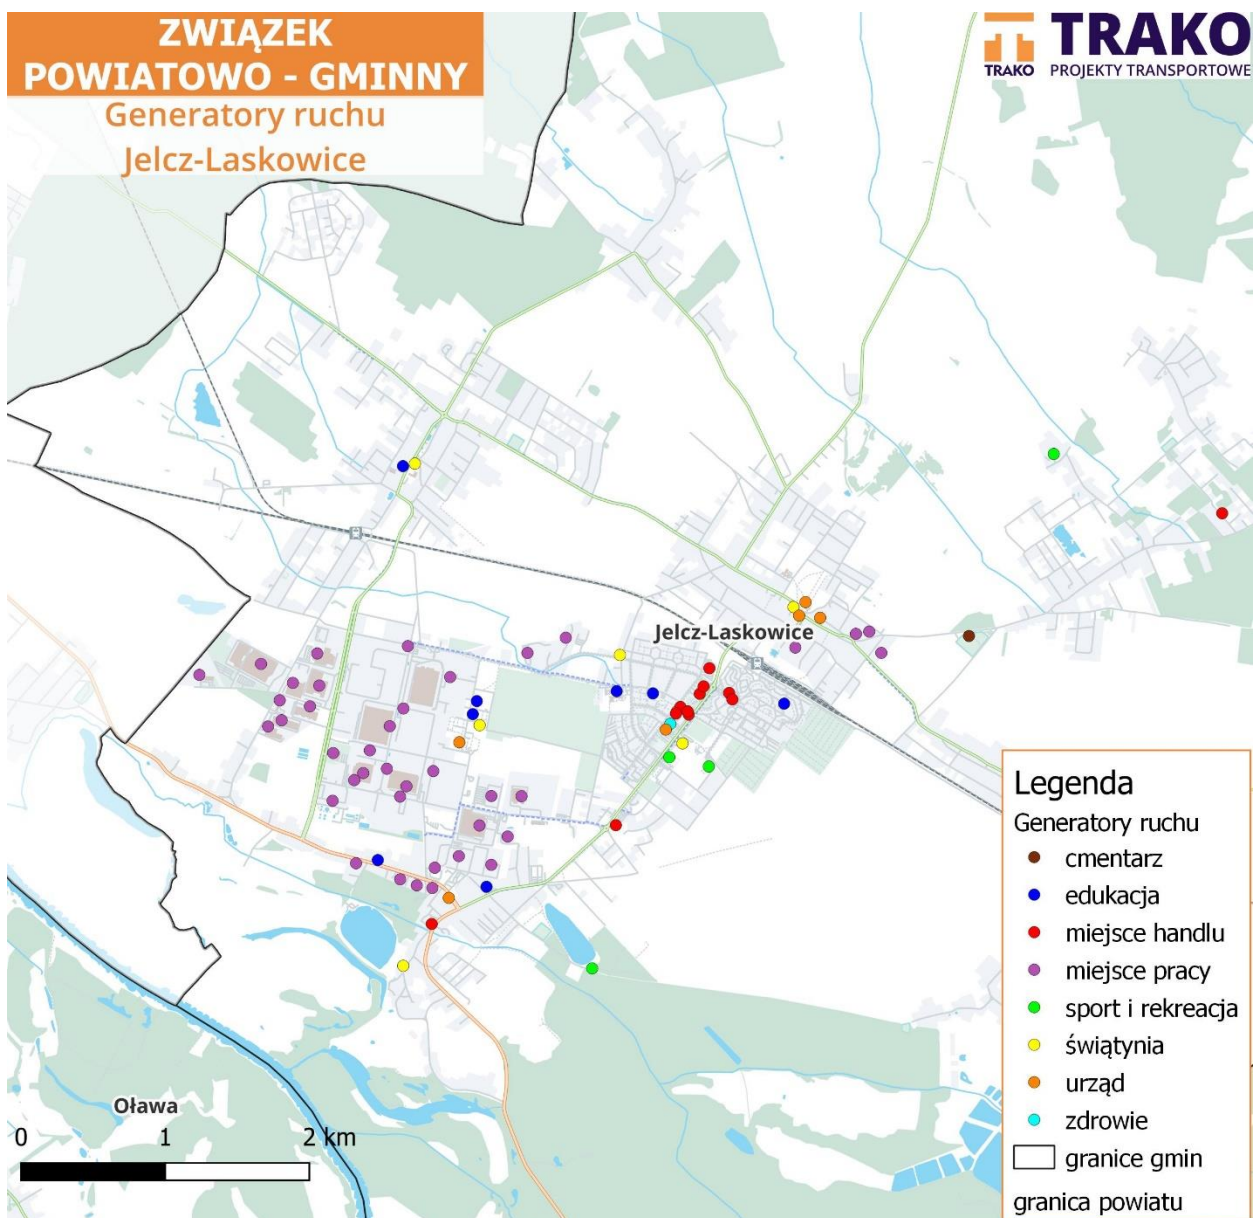 ZWIĄZEK
POWIATOWO - GMINNY
Generatory ruchu
Jelcz-Laskowice
TRAKO
TRAKO
PROJEKTY TRANSPORTOWE
Jelcz-Laskowice
Oława
0 1 2 km
Legenda
Generatory ruchu
cmentarz
edukacja
miejsce handlu
miejsce pracy
sport i rekreacja
świątynia
urząd
zdrowie
granice gmin
granica powiatu